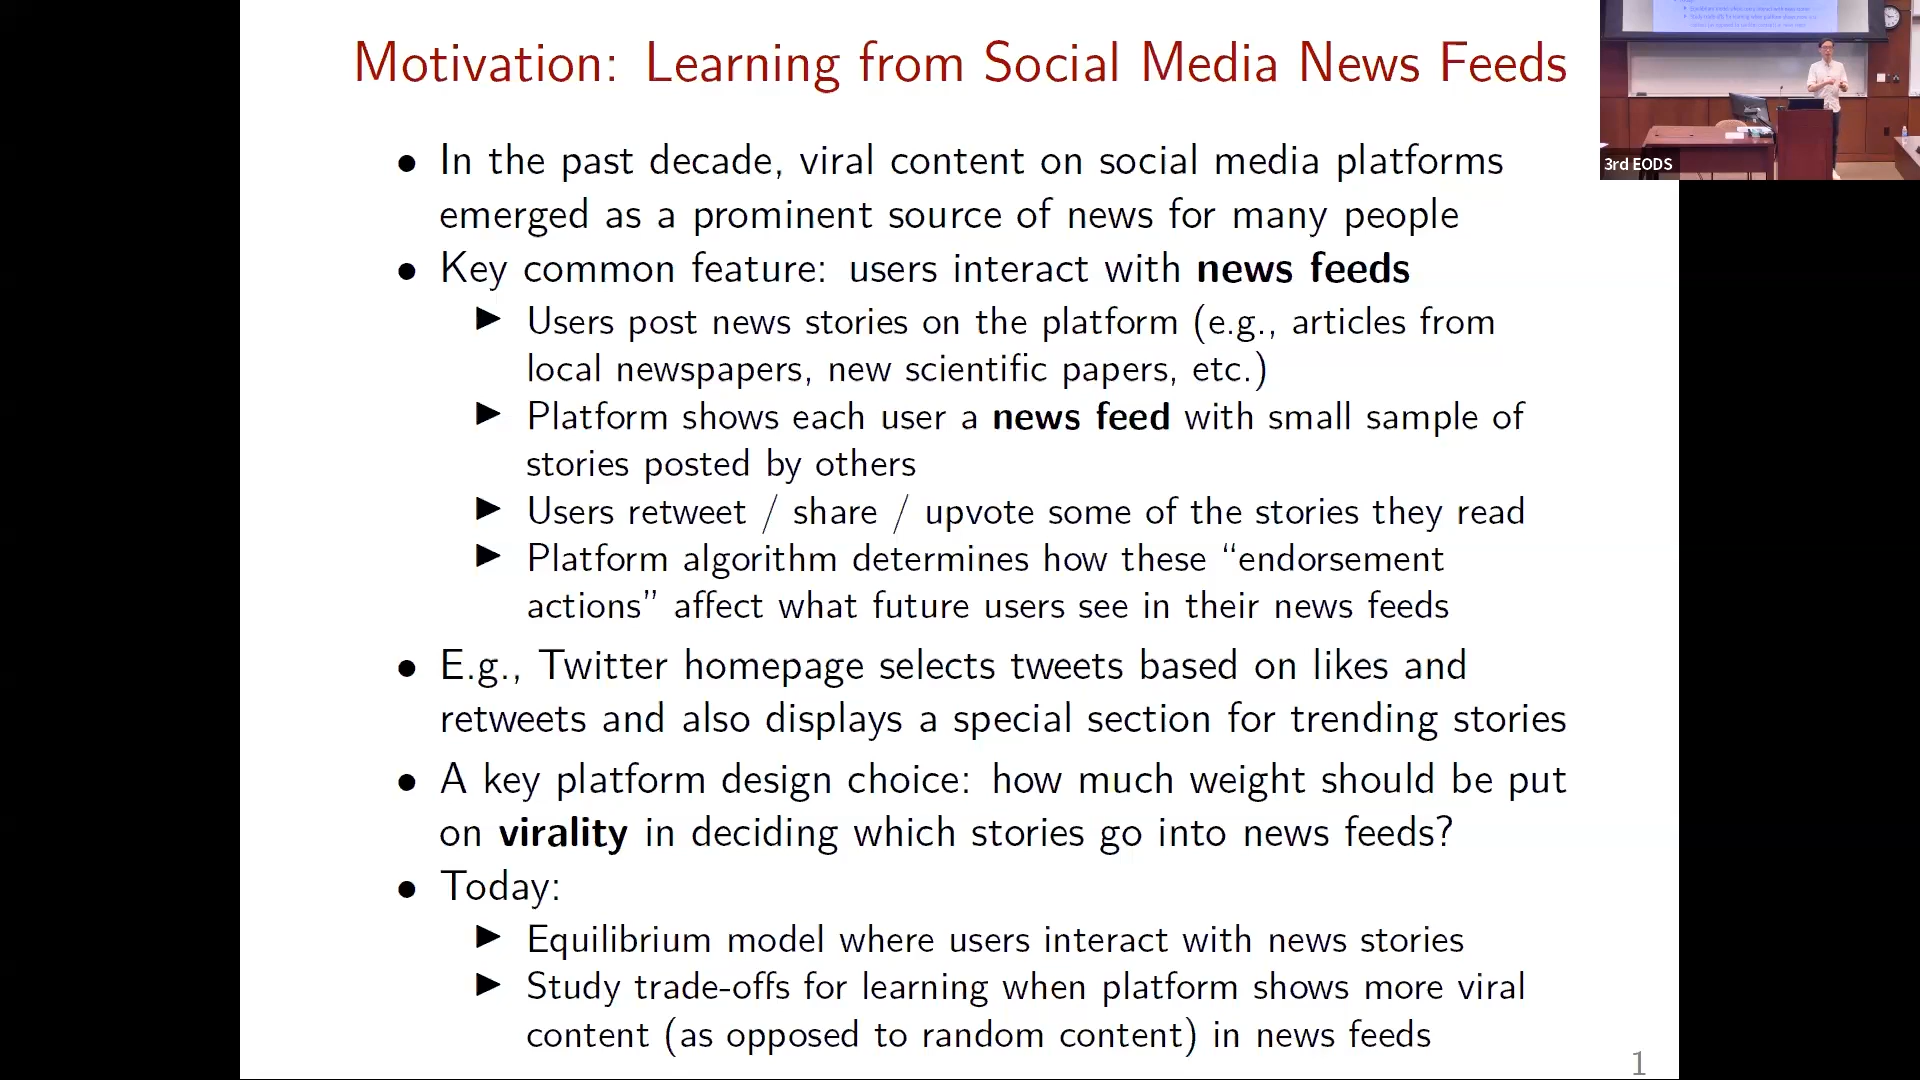 Motivation: Learning from Social Media News Feeds
• In the past decade, viral content on social media platforms
emerged as a prominent source of news for many people
• Key common feature: users interact with news feeds
▶ Users post news stories on the platform (e.g., articles from
local newspapers, new scientific papers, etc.)
▶ Platform shows each user a news feed with small sample of
stories posted by others
▶ Users retweet / share / upvote some of the stories they read
▶ Platform algorithm determines how these “endorsement
actions” affect what future users see in their news feeds
• E.g., Twitter homepage selects tweets based on likes and
retweets and also displays a special section for trending stories
• A key platform design choice: how much weight should be put
on virality in deciding which stories go into news feeds?
• Today:
▶ Equilibrium model where users interact with news stories
▶ Study trade-offs for learning when platform shows more viral
content (as opposed to random content) in news feeds
1
3rd EODS